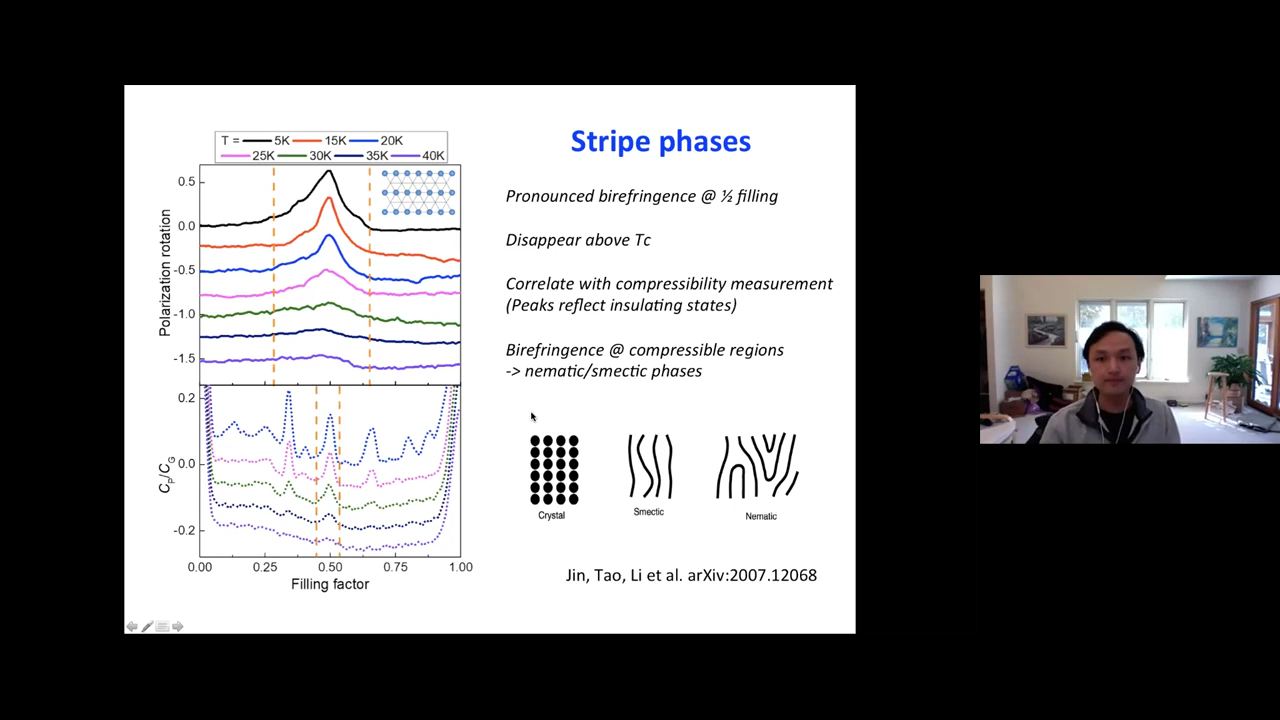 Stripe phases
T = 5K 15K 20K
25K 30K 35K 40K
0.5
0.0
-0.5
-1.0
-1.5
Polarization rotation
0.2
0.0
-0.2
CP/CG
0.00 0.25 0.50 0.75 1.00
Filling factor
Pronounced birefringence @ ½ filling
Disappear above Tc
Correlate with compressibility measurement
(Peaks reflect insulating states)
Birefringence @ compressible regions
-> nematic/smectic phases
Crystal
Smectic
Nematic
Jin, Tao, Li et al. arXiv:2007.12068